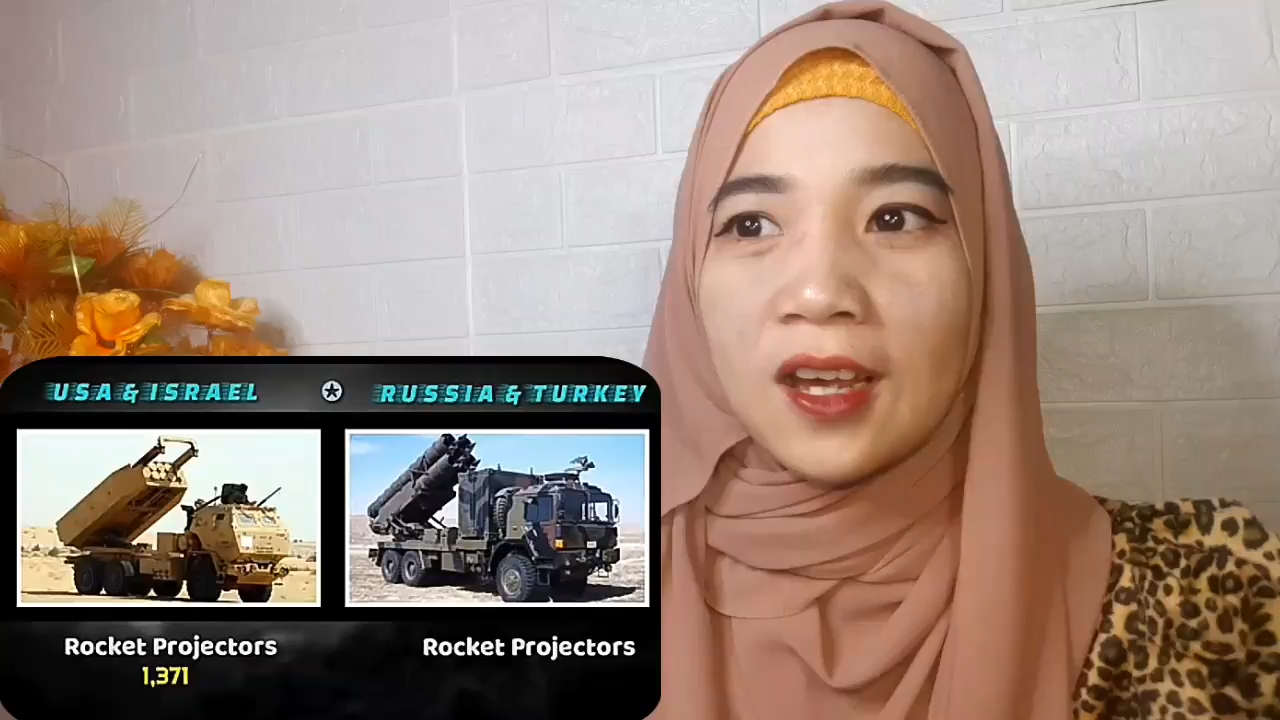 USA & ISRAEL
RUSSIA & TURKEY
Rocket Projectors
1,371
Rocket Projectors